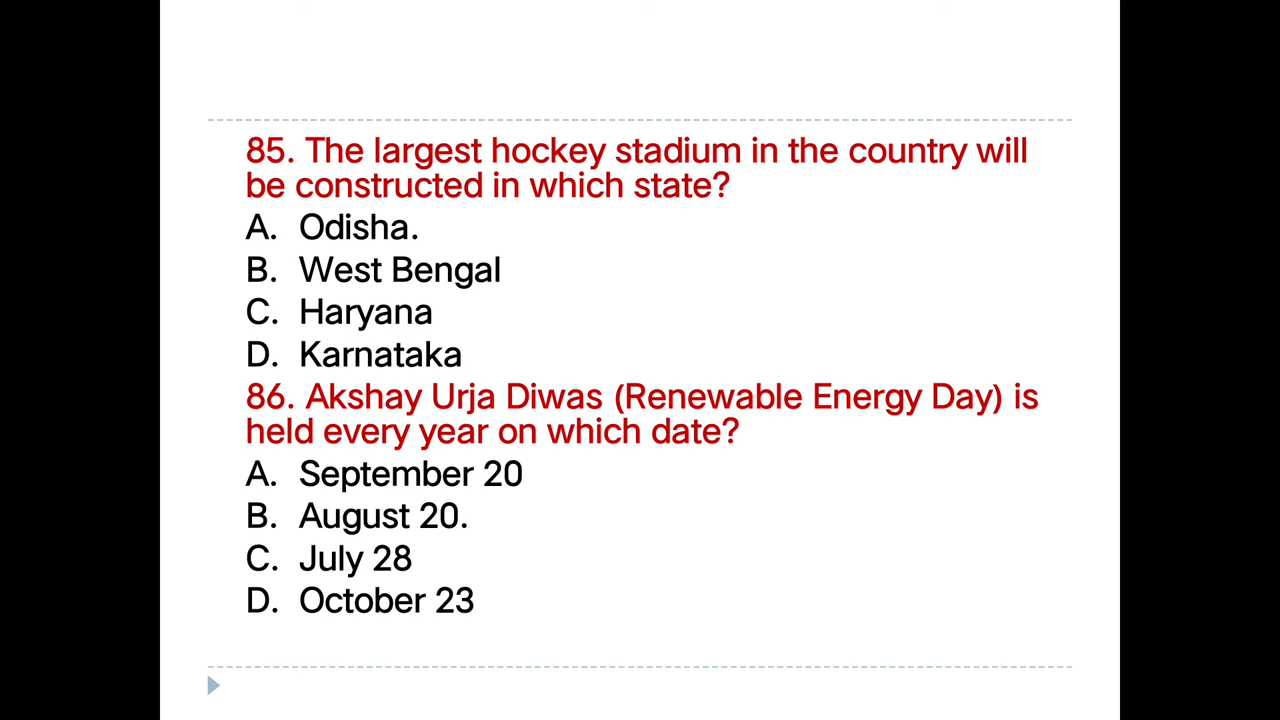 85. The largest hockey stadium in the country will
be constructed in which state?
A. Odisha.
B. West Bengal
C. Haryana
D. Karnataka
86. Akshay Urja Diwas (Renewable Energy Day) is
held every year on which date?
A. September 20
B. August 20.
C. July 28
D. October 23